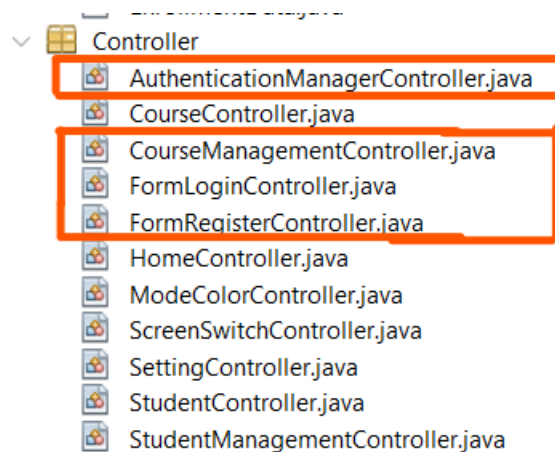 Controller
AuthenticationManagerController.java
CourseController.java
CourseManagementController.java
FormLoginController.java
FormRegisterController.java
HomeController.java
ModeColorController.java
ScreenSwitchController.java
SettingController.java
StudentController.java
StudentManagementController.java